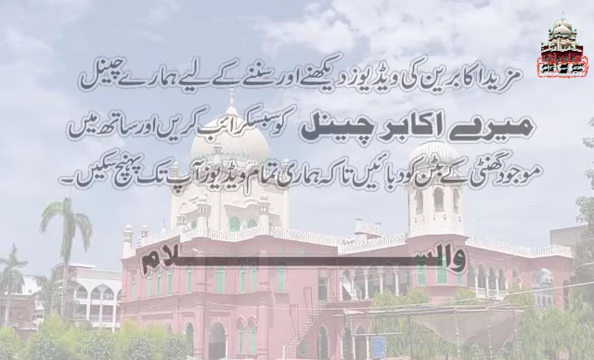 مزید اکابرین کی ویڈیوز دیکھنے اور سننے کے لیے ہمارے چینل
میرے اکابر چینل کو سبسکرائب کریں اور ساتھ میں
موجود گھنٹی کے بٹن کو دبائیں تاکہ ہماری تمام ویڈیوز آپ تک پہنچ سکیں۔
والسلام